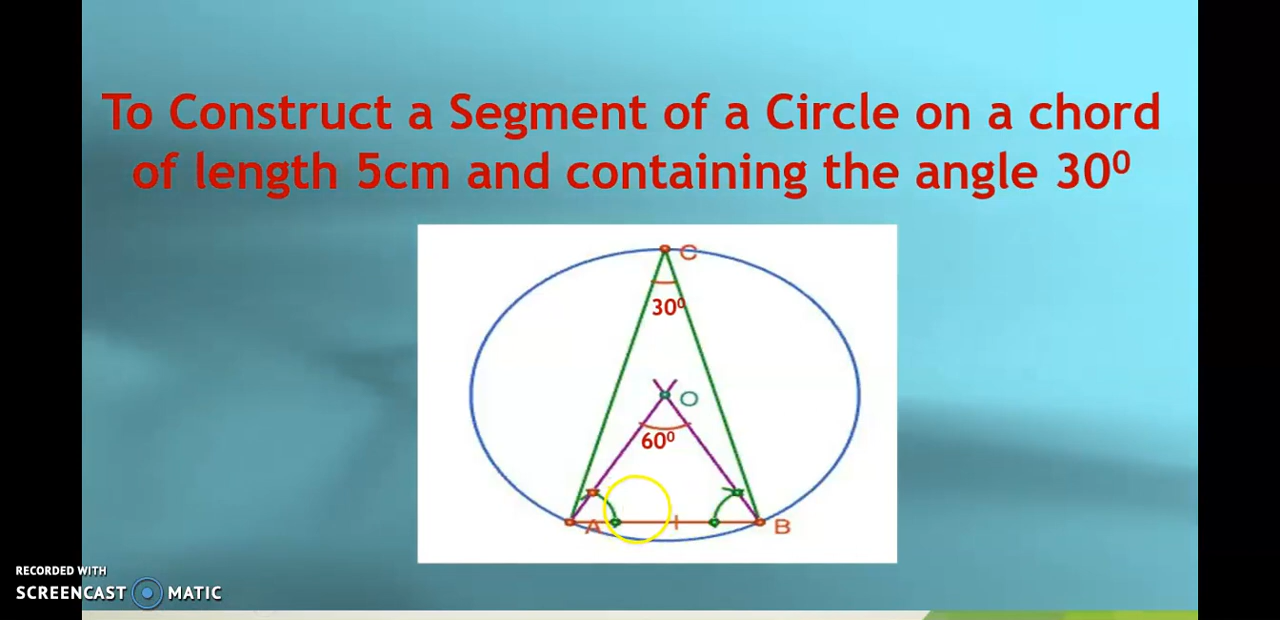 To Construct a Segment of a Circle on a chord
of length 5cm and containing the angle 30⁰
C
30⁰
O
60⁰
A
B
RECORDED WITH
SCREENCAST MATIC